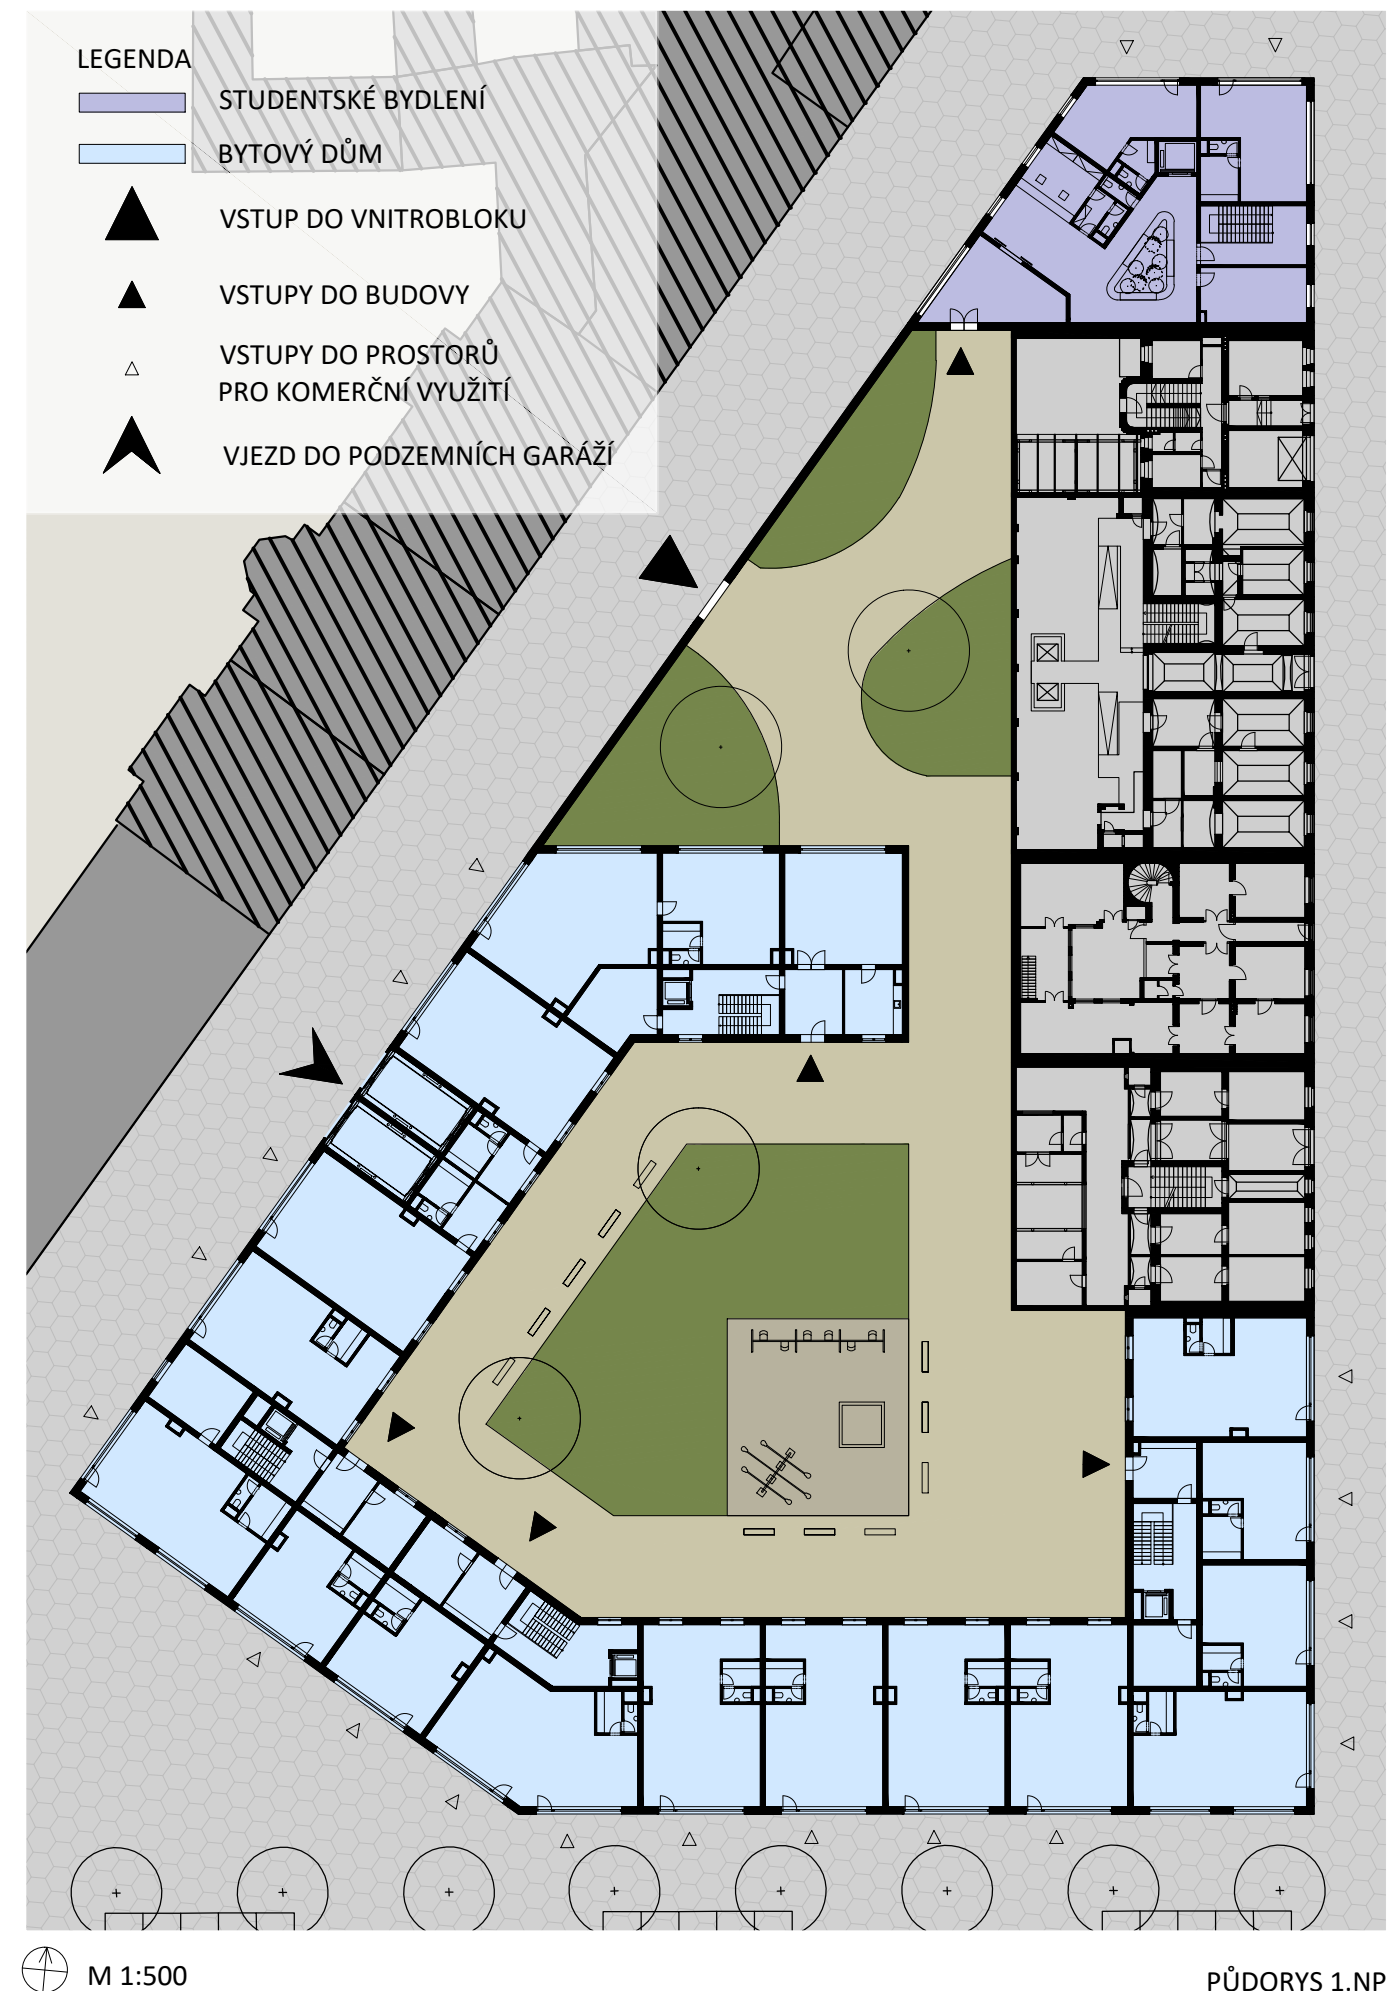 LEGENDA
STUDENTSKÉ BYDLENÍ
BYTOVÝ DŮM
VSTUP DO VNITROBLOKU
VSTUPY DO BUDOVY
VSTUPY DO PROSTORŮ
PRO KOMERČNÍ VYUŽITÍ
VJEZD DO PODZEMNÍCH GARÁŽÍ
M 1:500
PŮDORYS 1.NP